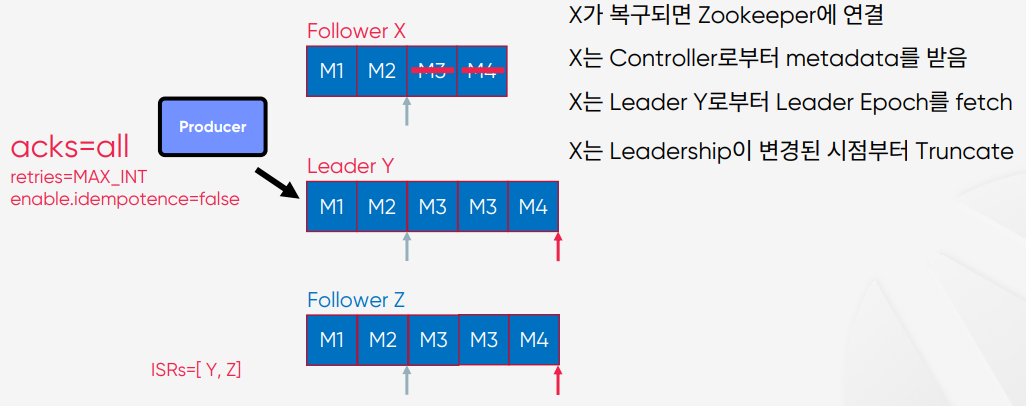 Follower X
M1 M2 M3 M4
Producer
acks=all
retries=MAX_INT
enable.idempotence=false
Leader Y
M1 M2 M3 M3 M4
Follower Z
M1 M2 M3 M3 M4
ISRs=[ Y, Z]
X가 복구되면 Zookeeper에 연결
X는 Controller로부터 metadata를 받음
X는 Leader Y로부터 Leader Epoch를 fetch
X는 Leadership이 변경된 시점부터 Truncate